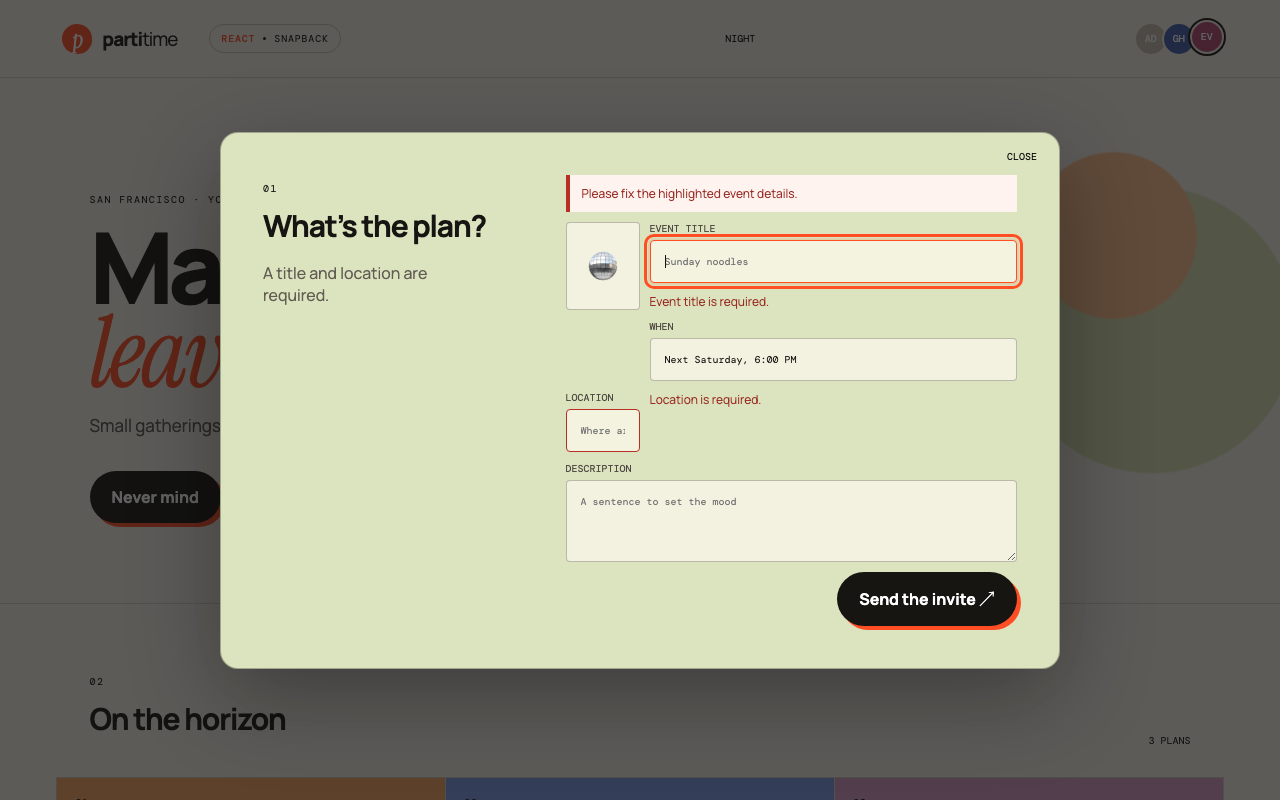 p partitime
REACT • SNAPBACK
NIGHT
AD GH EV
SAN FRANCISCO · YO
Ma
leav
Small gatherings
Never mind
CLOSE
01
What's the plan?
A title and location are
required.
Please fix the highlighted event details.
EVENT TITLE
Sunday noodles
Event title is required.
WHEN
Next Saturday, 6:00 PM
LOCATION
Location is required.
Where a
DESCRIPTION
A sentence to set the mood
Send the invite ↗
02
On the horizon
3 PLANS